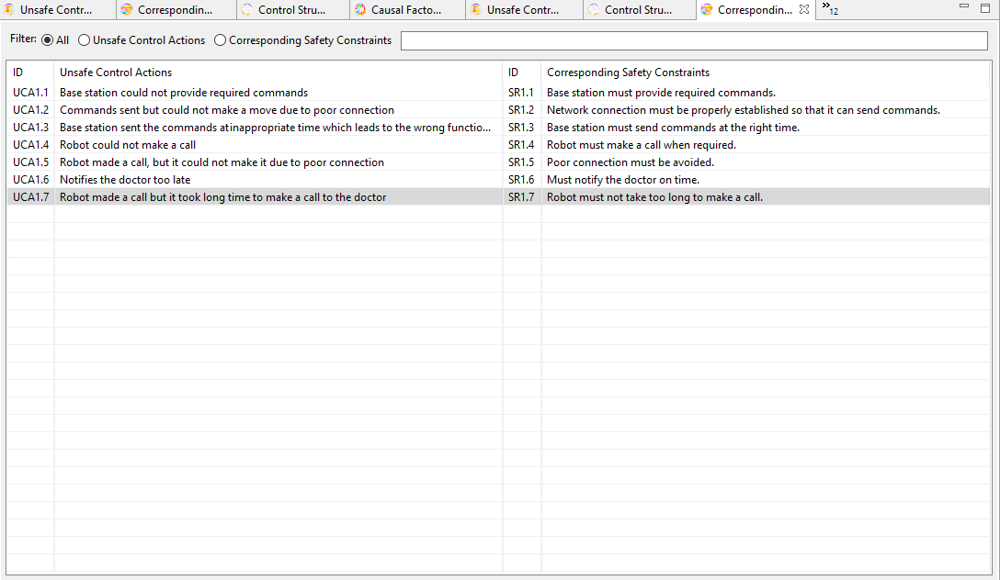 Unsafe Contr... Correspondin... Control Stru... Causal Facto... Unsafe Contr... Control Stru... Correspondin... 12
Filter: All Unsafe Control Actions Corresponding Safety Constraints
ID Unsafe Control Actions ID Corresponding Safety Constraints
UCA1.1 Base station could not provide required commands SR1.1 Base station must provide required commands.
UCA1.2 Commands sent but could not make a move due to poor connection SR1.2 Network connection must be properly established so that it can send commands.
UCA1.3 Base station sent the commands atinappropriate time which leads to the wrong functio... SR1.3 Base station must send commands at the right time.
UCA1.4 Robot could not make a call SR1.4 Robot must make a call when required.
UCA1.5 Robot made a call, but it could not make it due to poor connection SR1.5 Poor connection must be avoided.
UCA1.6 Notifies the doctor too late SR1.6 Must notify the doctor on time.
UCA1.7 Robot made a call but it took long time to make a call to the doctor SR1.7 Robot must not take too long to make a call.